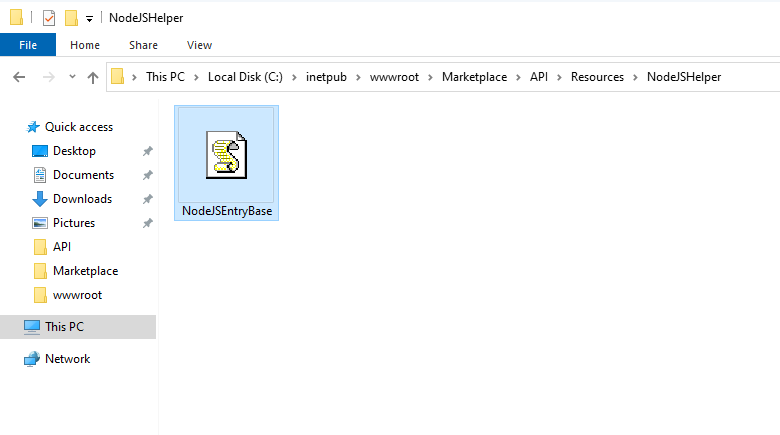 NodeJSHelper
File Home Share View
This PC Local Disk (C:) inetpub wwwroot Marketplace API Resources NodeJSHelper
Quick access
Desktop
Documents
Downloads
Pictures
API
Marketplace
wwwroot
This PC
Network
NodeJSEntryBase